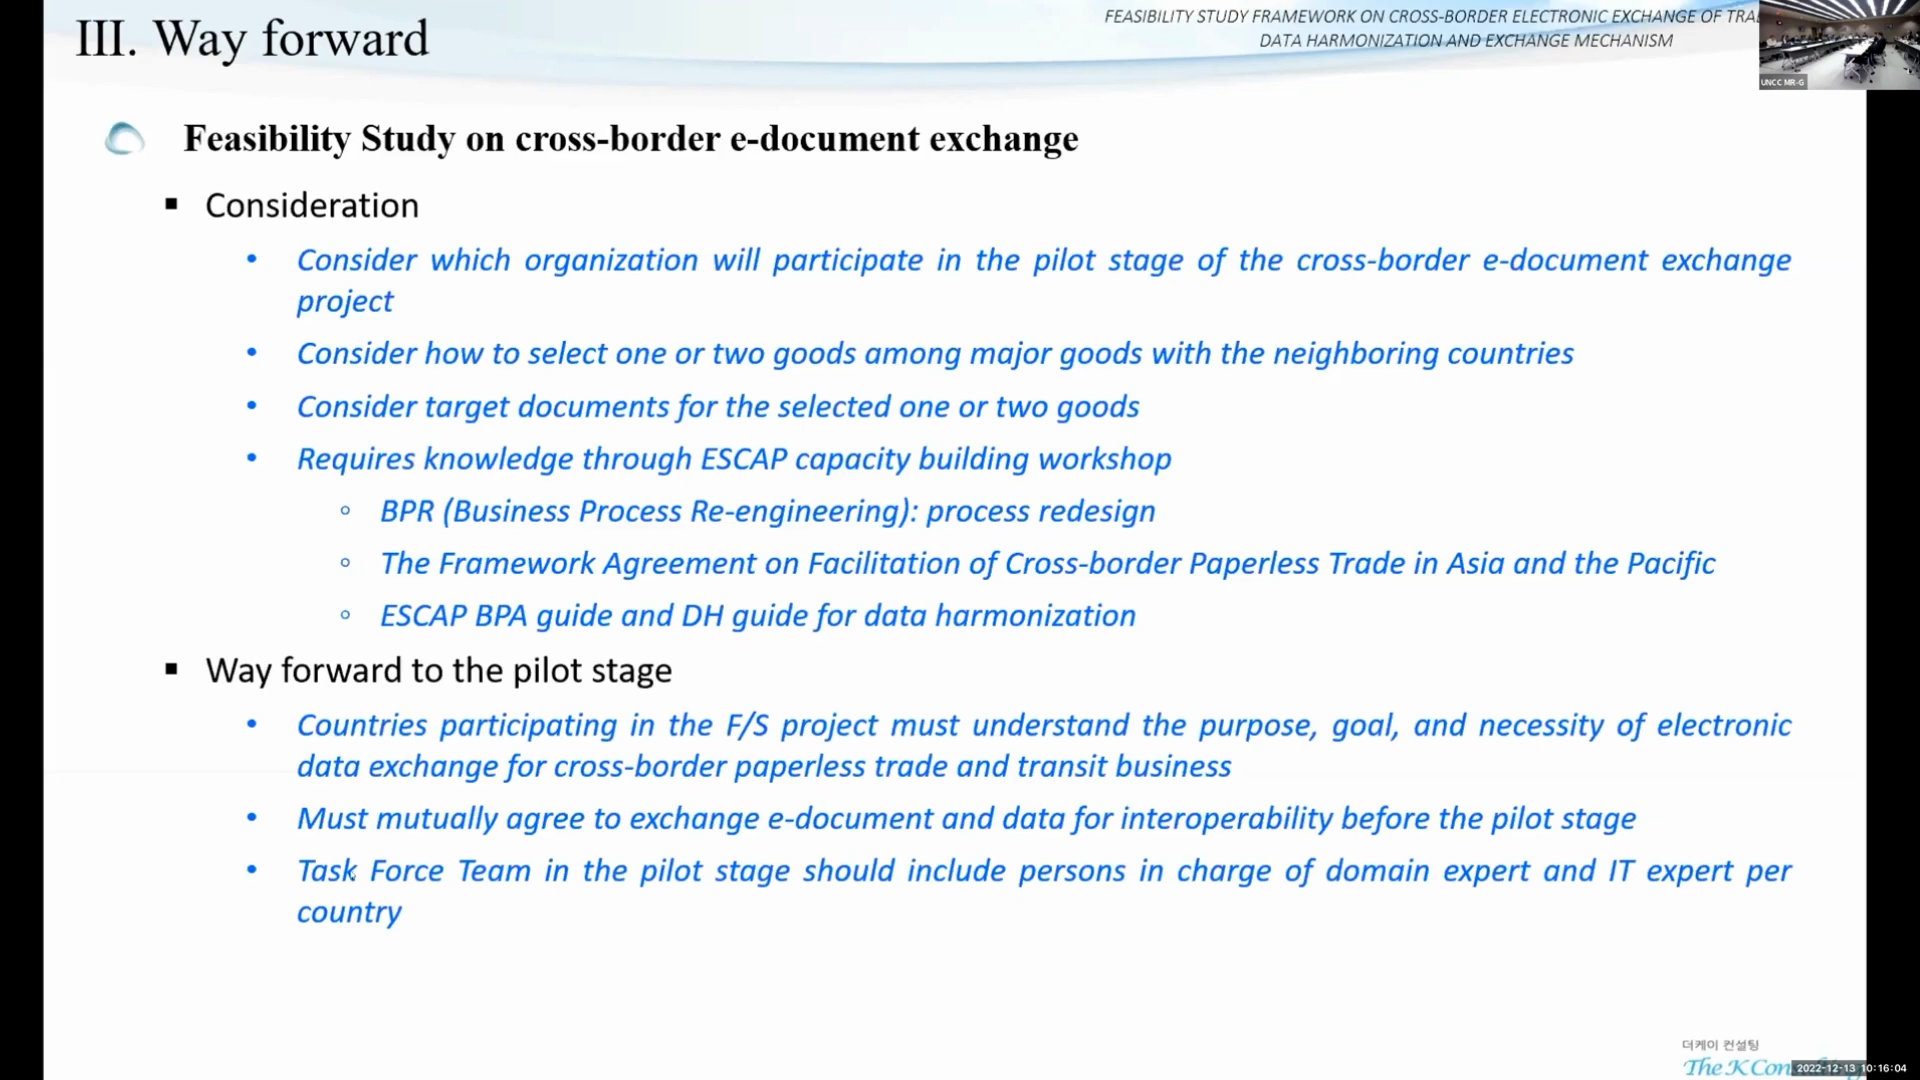 III. Way forward
FEASIBILITY STUDY FRAMEWORK ON CROSS-BORDER ELECTRONIC EXCHANGE OF
DATA HARMONIZATION AND EXCHANGE MECHANISM
UNCC MR-G
Feasibility Study on cross-border e-document exchange
▪ Consideration
• Consider which organization will participate in the pilot stage of the cross-border e-document exchange
project
• Consider how to select one or two goods among major goods with the neighboring countries
• Consider target documents for the selected one or two goods
• Requires knowledge through ESCAP capacity building workshop
◦ BPR (Business Process Re-engineering): process redesign
◦ The Framework Agreement on Facilitation of Cross-border Paperless Trade in Asia and the Pacific
◦ ESCAP BPA guide and DH guide for data harmonization
▪ Way forward to the pilot stage
• Countries participating in the F/S project must understand the purpose, goal, and necessity of electronic
data exchange for cross-border paperless trade and transit business
• Must mutually agree to exchange e-document and data for interoperability before the pilot stage
• Task Force Team in the pilot stage should include persons in charge of domain expert and IT expert per
country
더케이 컨설팅
The K
2022-12-13 10:16:04